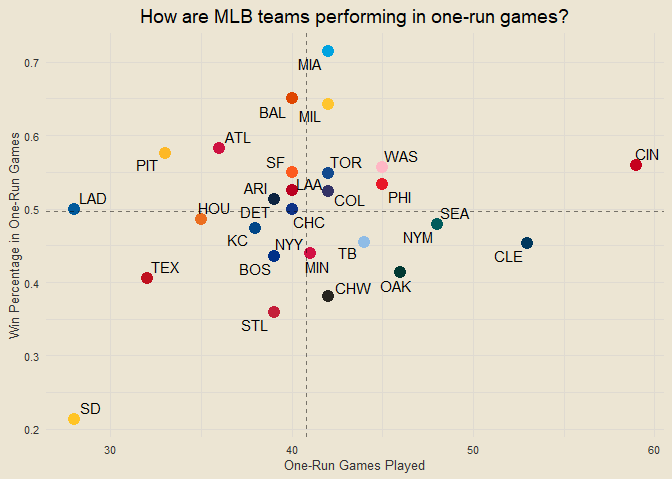 How are MLB teams performing in one-run games?
Win Percentage in One-Run Games
0.7
0.6
0.5
0.4
0.3
0.2
MIA
BAL
MIL
ATL
PIT
SF
TOR
WAS
CIN
ARI
LAA
COL
PHI
LAD
HOU
DET
CHC
SEA
KC
NYY
NYM
TB
CLE
BOS
MIN
TEX
CHW
OAK
STL
SD
30
40
50
60
One-Run Games Played